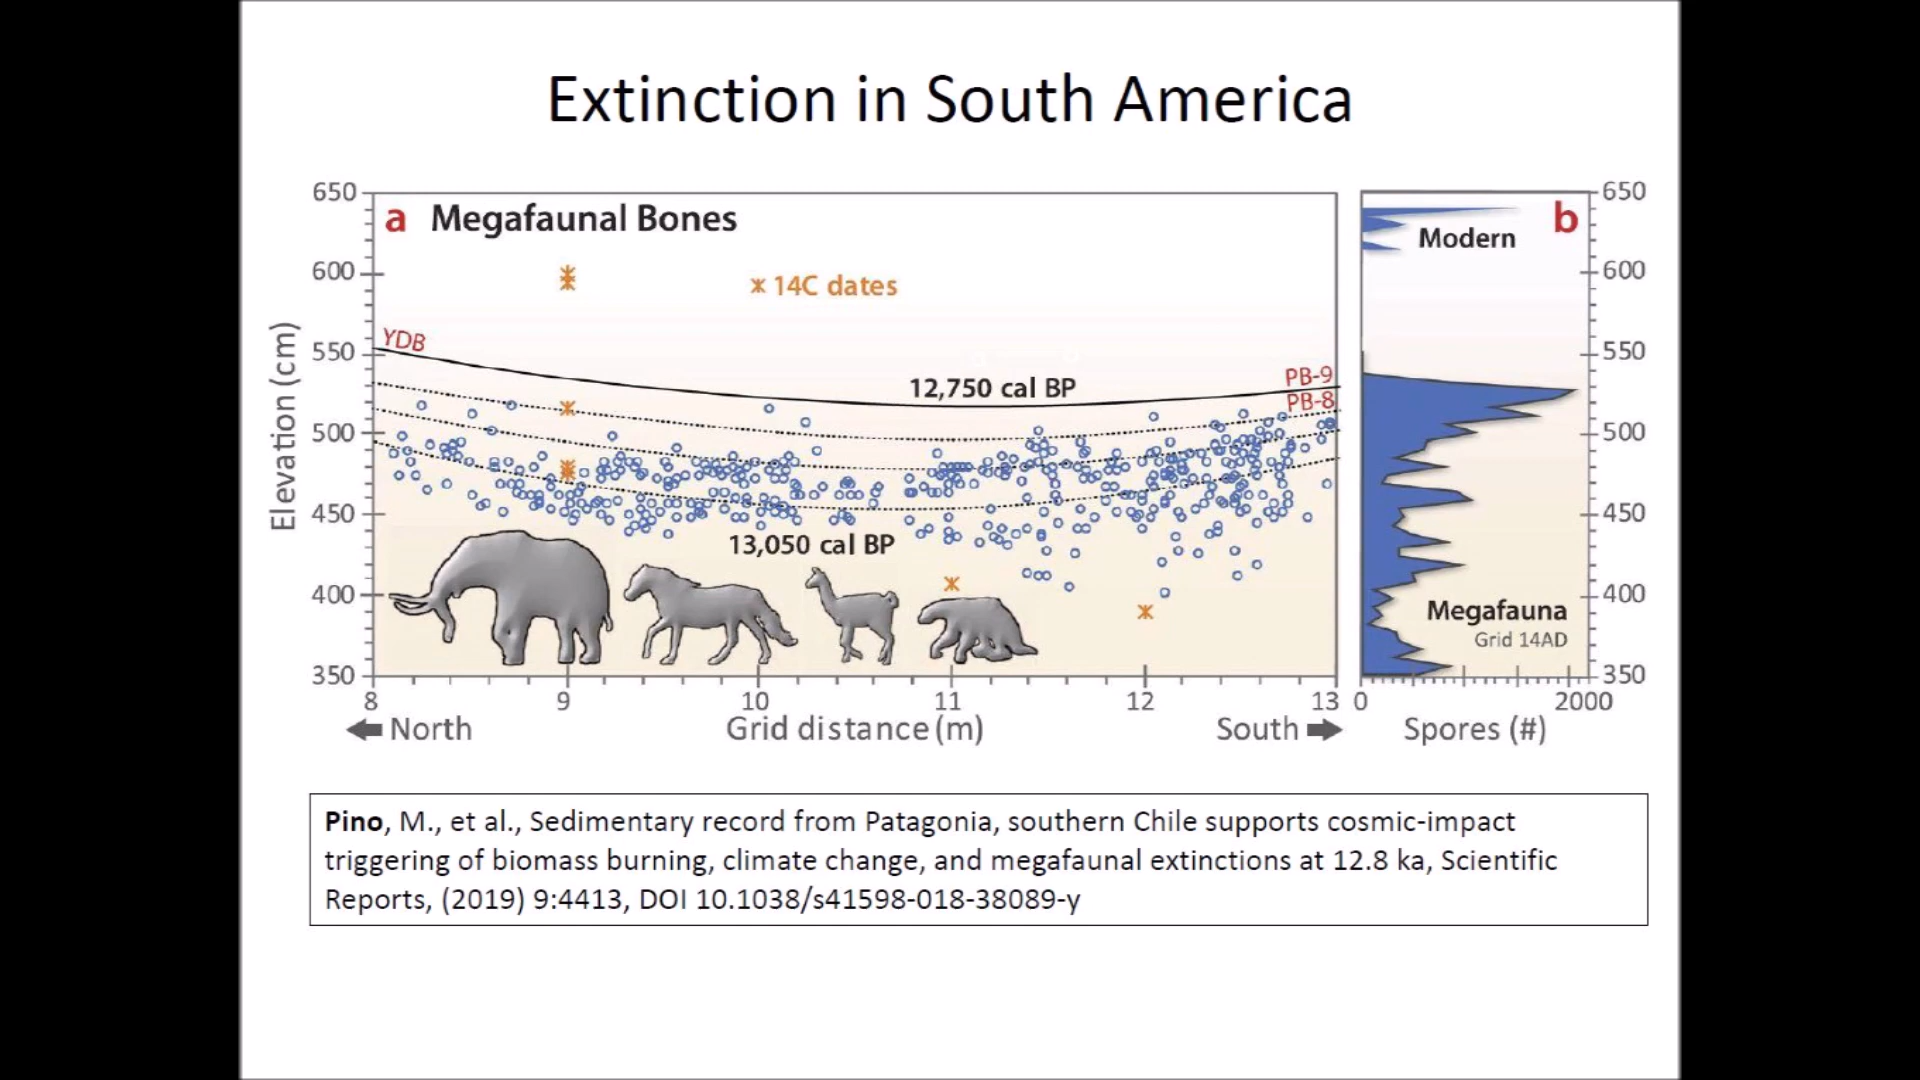 Extinction in South America
650
600
550
500
450
400
350
Elevation (cm)
a Megafaunal Bones
14C dates
YDB
12,750 cal BP
PB-9
PB-8
13,050 cal BP
8 9 10 11 12 13
North Grid distance (m) South
b
Modern
Megafauna
Grid 14AD
650
600
550
500
450
400
350
0 2000
Spores (#)
Pino, M., et al., Sedimentary record from Patagonia, southern Chile supports cosmic-impact
triggering of biomass burning, climate change, and megafaunal extinctions at 12.8 ka, Scientific
Reports, (2019) 9:4413, DOI 10.1038/s41598-018-38089-y